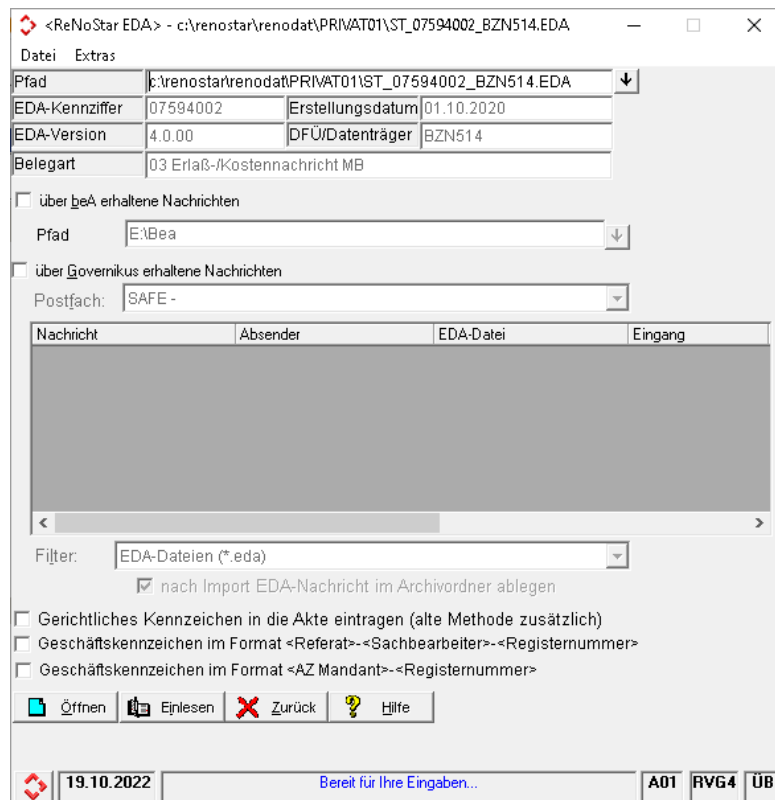 <ReNoStar EDA> - c:\renostar\renodat\PRIVAT01\ST_07594002_BZN514.EDA
Datei Extras
Pfad c:\renostar\renodat\PRIVAT01\ST_07594002_BZN514.EDA
EDA-Kennziffer 07594002 Erstellungsdatum 01.10.2020
EDA-Version 4.0.00 DFÜ/Datenträger BZN514
Belegart 03 Erlaß-/Kostennachricht MB
über beA erhaltene Nachrichten
Pfad E:\Bea
über Governikus erhaltene Nachrichten
Postfach: SAFE -
Nachricht Absender EDA-Datei Eingang
Filter: EDA-Dateien (*.eda)
nach Import EDA-Nachricht im Archivordner ablegen
Gerichtliches Kennzeichen in die Akte eintragen (alte Methode zusätzlich)
Geschäftskennzeichen im Format <Referat>-<Sachbearbeiter>-<Registernummer>
Geschäftskennzeichen im Format <AZ Mandant>-<Registernummer>
Öffnen Einlesen Zurück Hilfe
19.10.2022 Bereit für Ihre Eingaben... A01 RVG4 ÜB